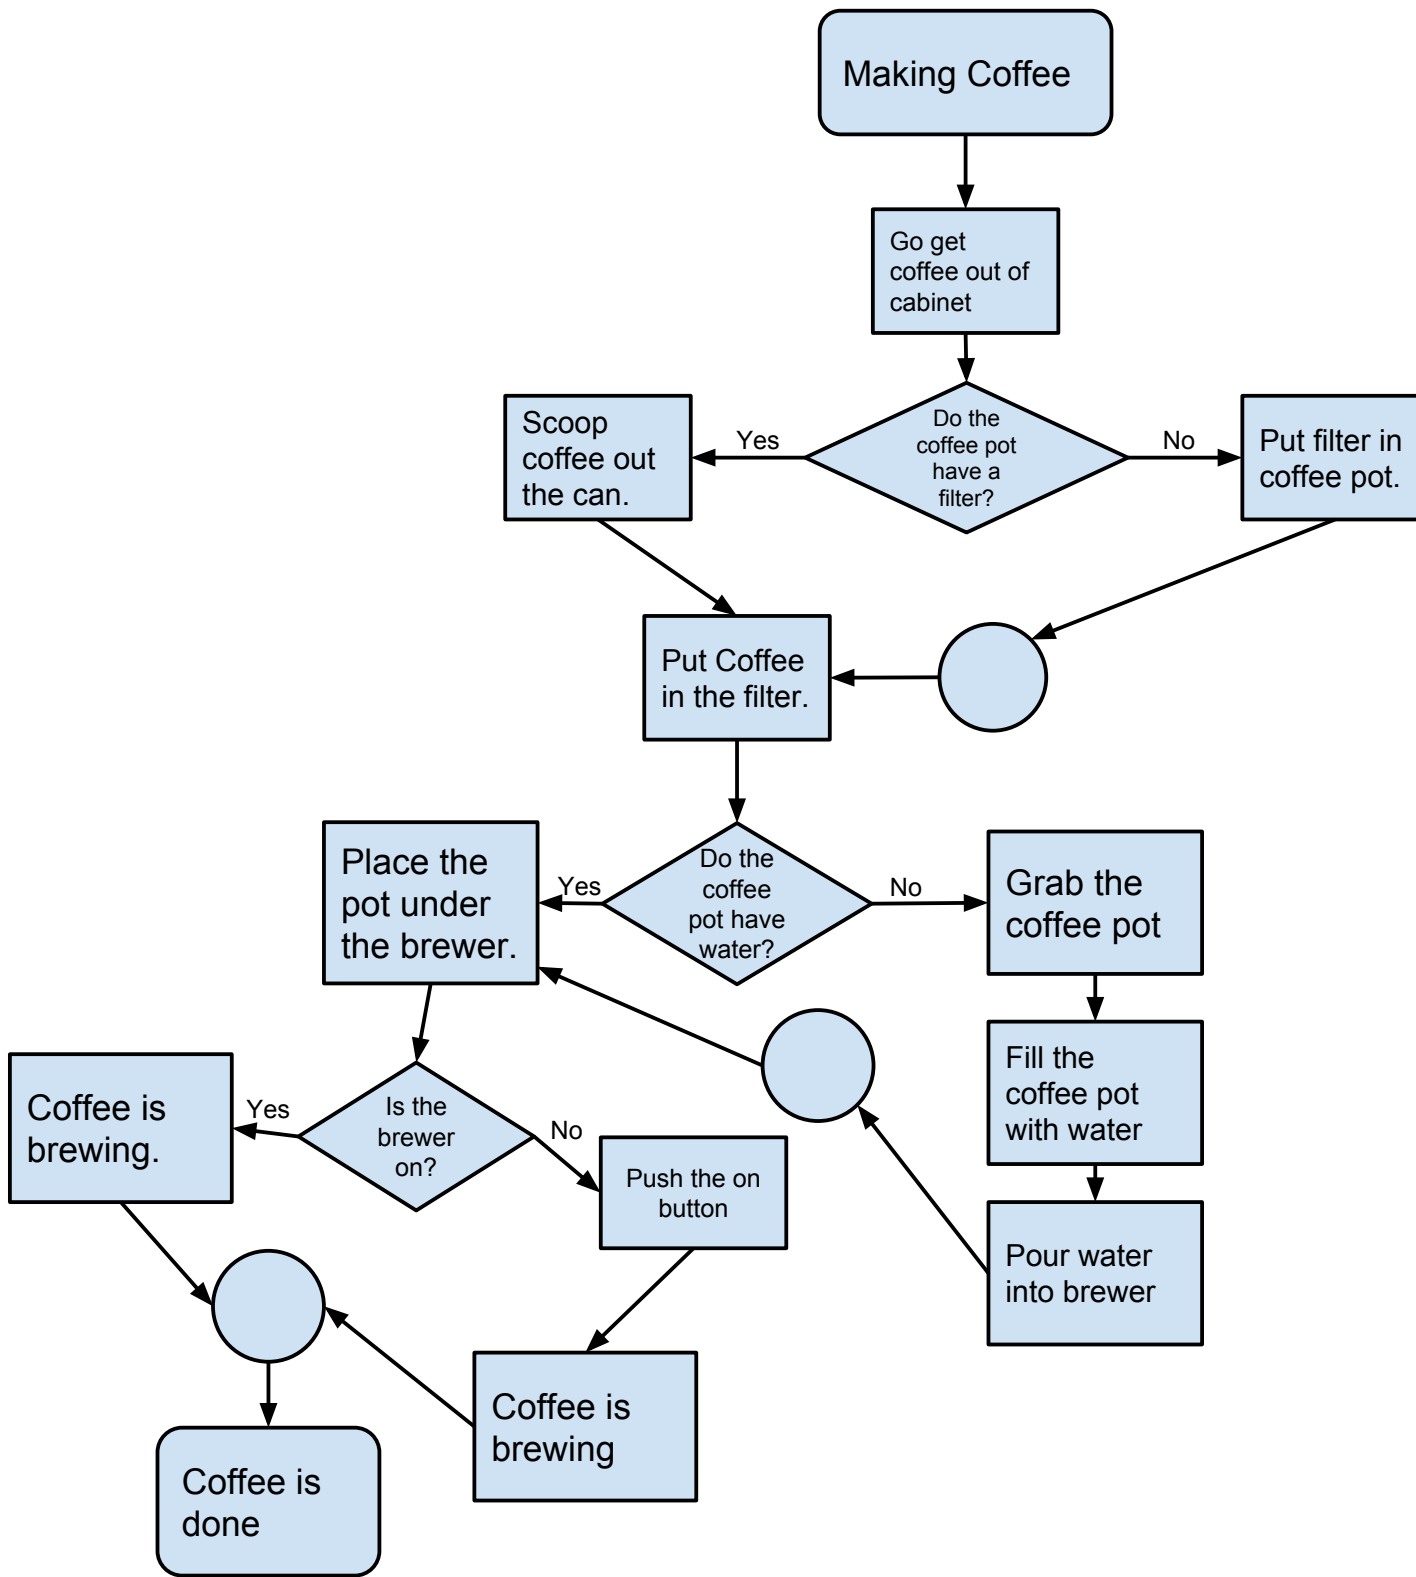 Making Coffee
Go get
coffee out of
cabinet
Do the
coffee pot
have a
filter?
Yes
No
Scoop
coffee out
the can.
Put filter in
coffee pot.
Put Coffee
in the filter.
Do the
coffee
pot have
water?
Yes
No
Place the
pot under
the brewer.
Grab the
coffee pot
Fill the
coffee pot
with water
Pour water
into brewer
Is the
brewer
on?
Yes
No
Coffee is
brewing.
Push the on
button
Coffee is
brewing
Coffee is
done